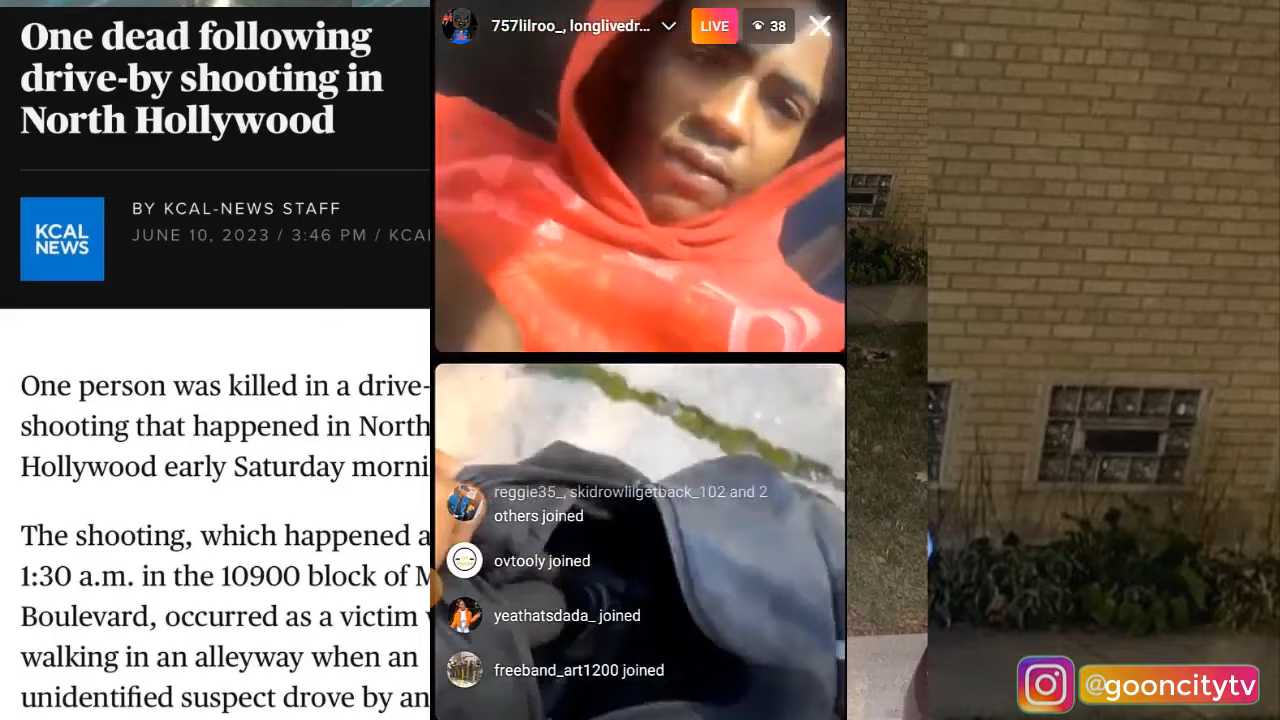 One dead following
drive-by shooting in
North Hollywood
KCAL
NEWS
BY KCAL-NEWS STAFF
JUNE 10, 2023 / 3:46 PM / KCAL
One person was killed in a drive-
shooting that happened in North
Hollywood early Saturday morni
The shooting, which happened a
1:30 a.m. in the 10900 block of M
Boulevard, occurred as a victim
walking in an alleyway when an
unidentified suspect drove by an
757lilroo_, longlivedr...
LIVE
38
reggie35_, skidrowlilgetback_102 and 2
others joined
ovtooly joined
yeathatsdada_ joined
freeband_art1200 joined
@gooncitytv